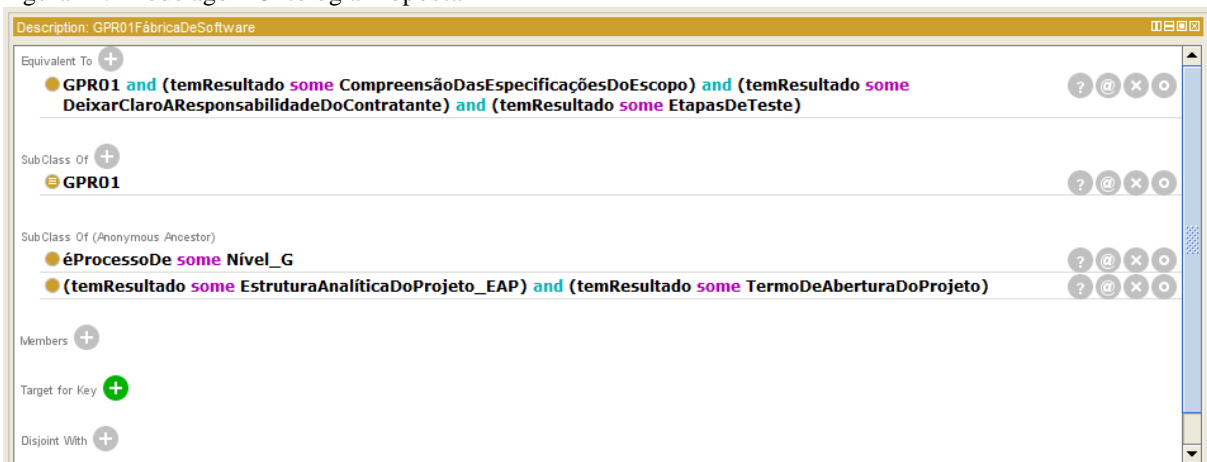 Description: GPR01FábricaDeSoftware
Equivalent To
GPR01 and (temResultado some CompreensãoDasEspecificaçõesDoEscopo) and (temResultado some
DeixarClaroAResponsabilidadeDoContratante) and (temResultado some EtapasDeTeste)
SubClass Of
GPR01
SubClass Of (Anonymous Ancestor)
éProcessoDe some Nível_G
(temResultado some EstruturaAnalíticaDoProjeto_EAP) and (temResultado some TermoDeAberturaDoProjeto)
Members
Target for Key
Disjoint With